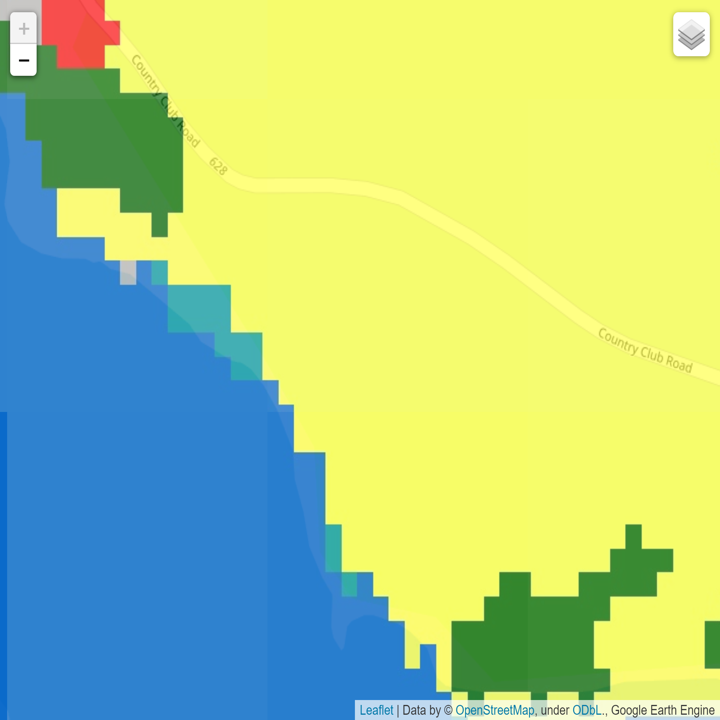 +
−
Country Club Road
628
Country Club Road
Leaflet | Data by © OpenStreetMap, under ODbL., Google Earth Engine